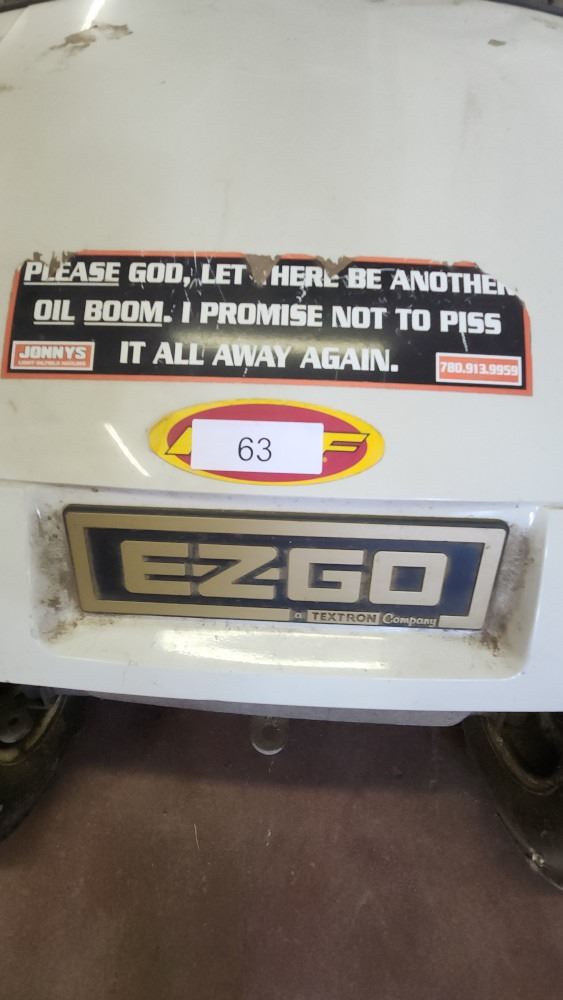 PLEASE GOD, LET THERE BE ANOTHER
OIL BOOM. I PROMISE NOT TO PISS
IT ALL AWAY AGAIN.
JONNYS
780.913.9959
63
F
EZGO
a TEXTRON Company